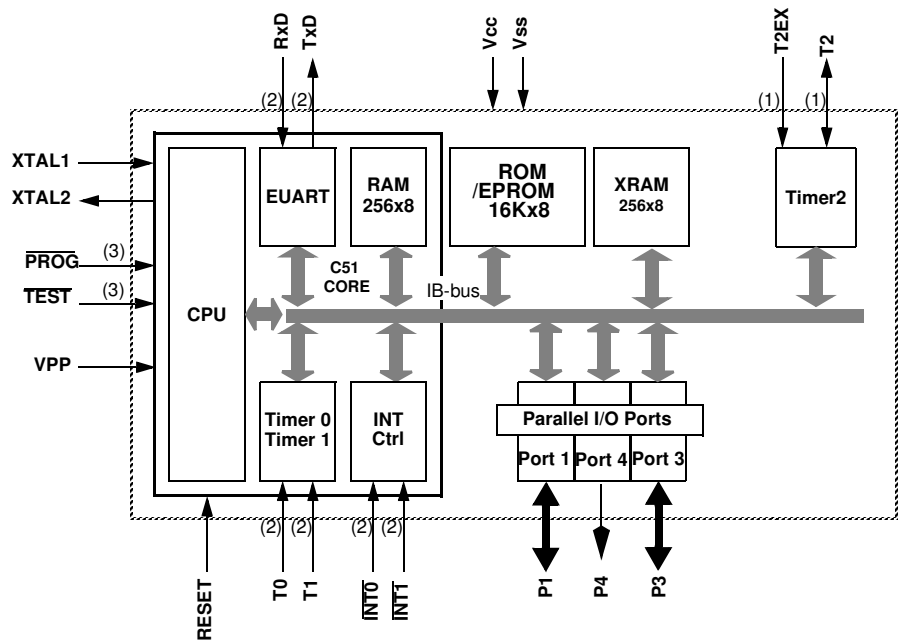 RxD
TxD
Vcc
Vss
T2EX
T2
(2) (2)
(1) (1)
XTAL1
XTAL2
PROG (3)
TEST (3)
VPP
CPU
EUART
RAM
256x8
ROM
/EPROM
16Kx8
XRAM
256x8
Timer2
C51
CORE
IB-bus
Timer 0
Timer 1
INT
Ctrl
Parallel I/O Ports
Port 1 Port 4 Port 3
(2) (2) (2) (2)
RESET
T0
T1
INT0
INT1
P1
P4
P3